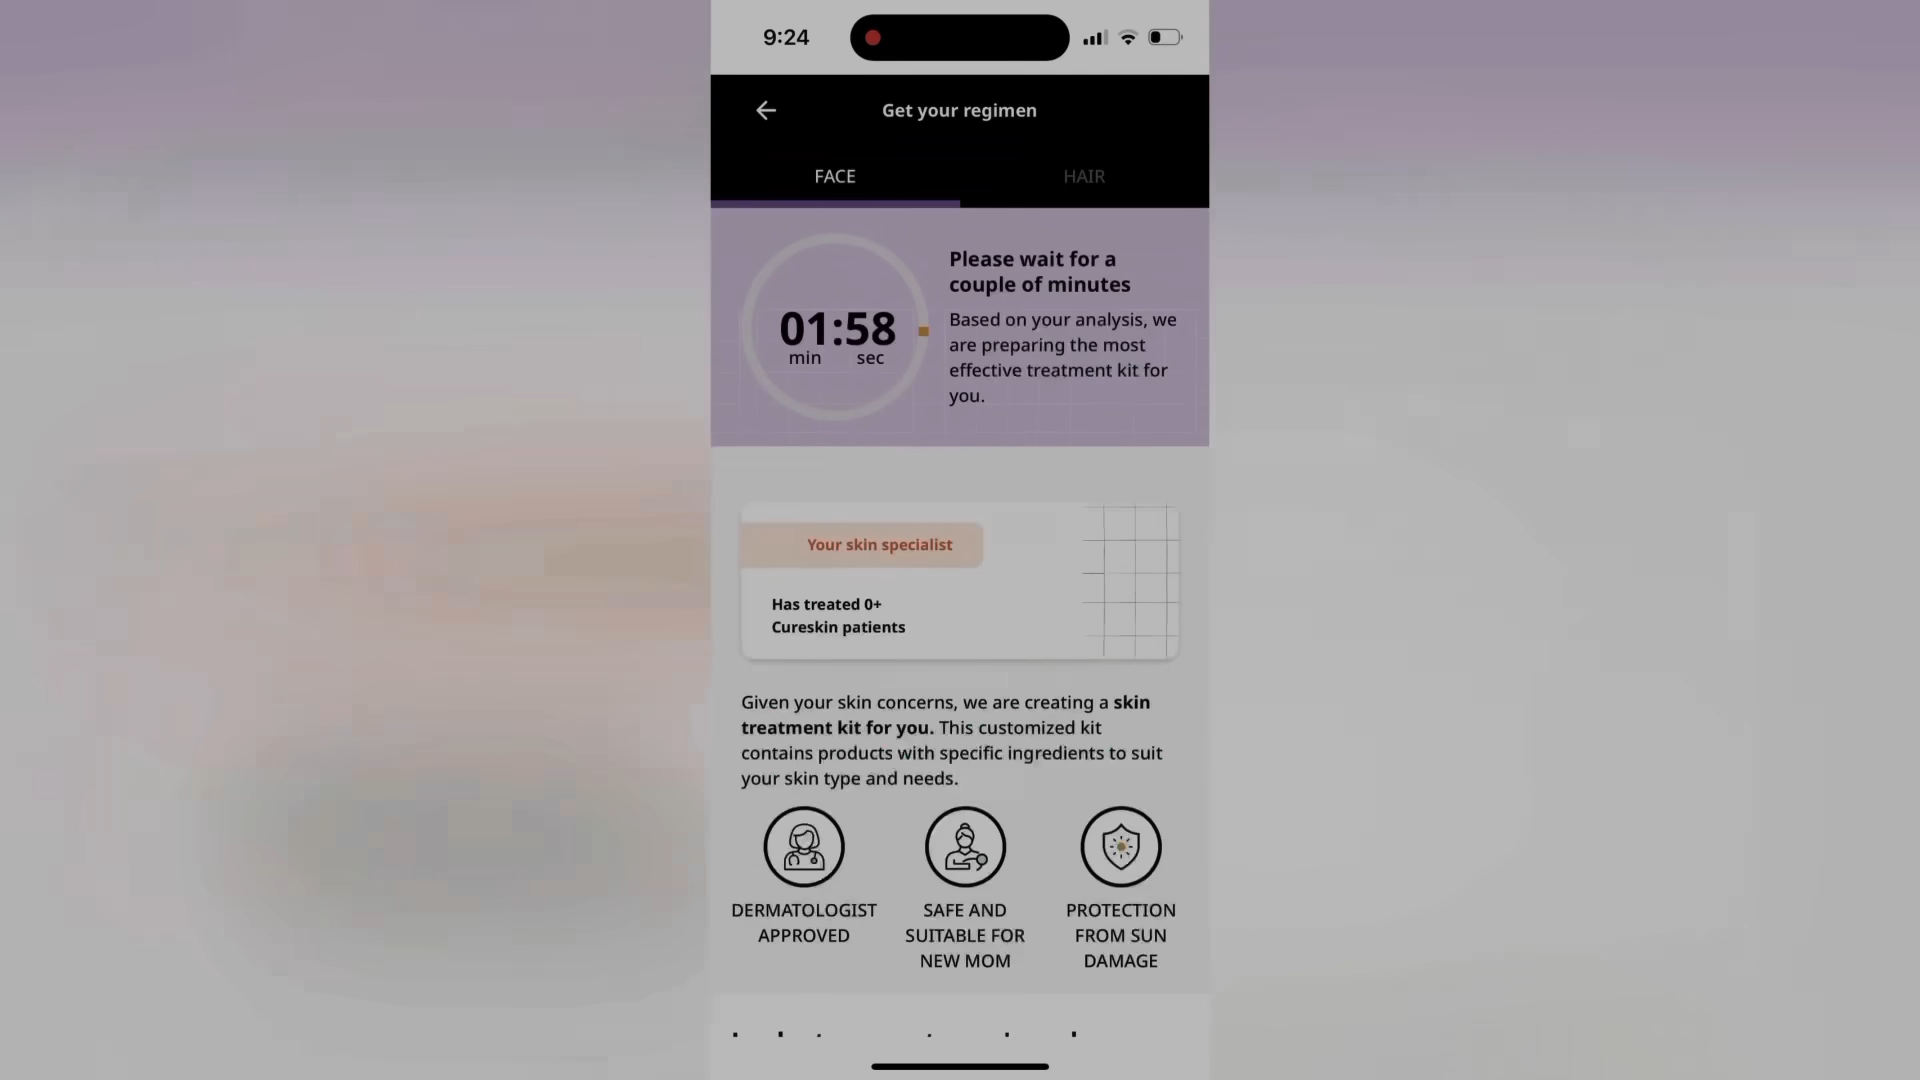 9:24
Get your regimen
FACE
HAIR
01:58
min sec
Please wait for a
couple of minutes
Based on your analysis, we
are preparing the most
effective treatment kit for
you.
Your skin specialist
Has treated 0+
Cureskin patients
Given your skin concerns, we are creating a skin
treatment kit for you. This customized kit
contains products with specific ingredients to suit
your skin type and needs.
DERMATOLOGIST
APPROVED
SAFE AND
SUITABLE FOR
NEW MOM
PROTECTION
FROM SUN
DAMAGE